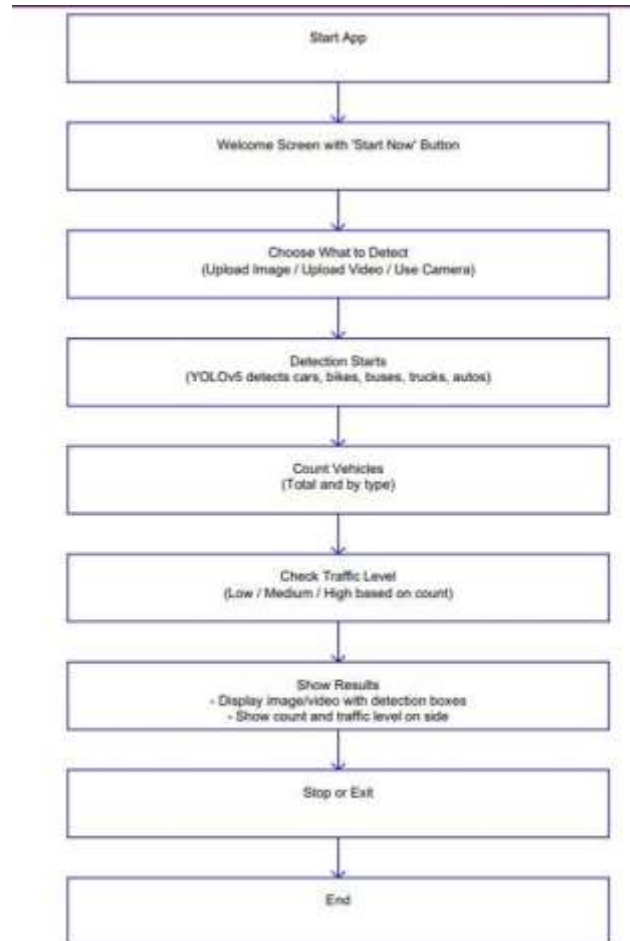 Start App
Welcome Screen with 'Start Now' Button
Choose What to Detect
(Upload Image / Upload Video / Use Camera)
Detection Starts
(YOLOv5 detects cars, bikes, buses, trucks, autos)
Count Vehicles
(Total and by type)
Check Traffic Level
(Low / Medium / High based on count)
Show Results
- Display image/video with detection boxes
- Show count and traffic level on side
Stop or Exit
End